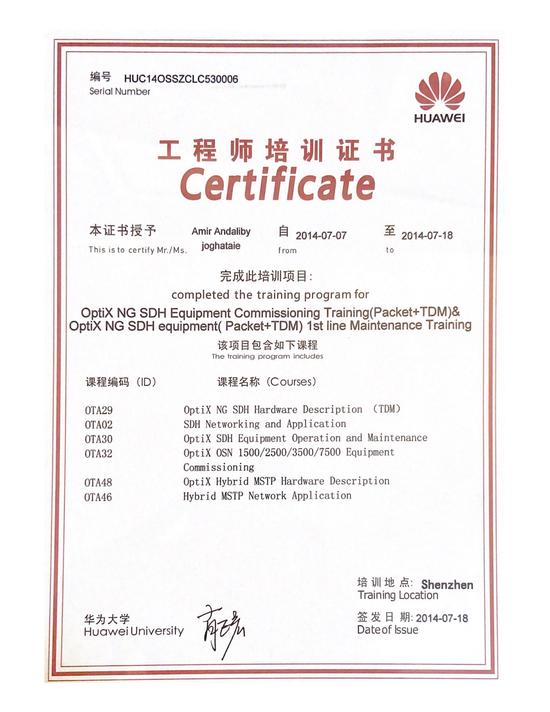 编号 HUC14OSSZCLC530006
Serial Number
HUAWEI
工程师培训证书
Certificate
本证书授予 Amir Andaliby 自 2014-07-07 至 2014-07-18
This is to certify Mr./Ms. joghataie from to
完成此培训项目:
completed the training program for
OptiX NG SDH Equipment Commissioning Training(Packet+TDM)&
OptiX NG SDH equipment( Packet+TDM) 1st line Maintenance Training
该项目包含如下课程
The training program includes
课程编码 (ID) 课程名称 (Courses)
OTA29 OptiX NG SDH Hardware Description (TDM)
OTA02 SDH Networking and Application
OTA30 OptiX SDH Equipment Operation and Maintenance
OTA32 OptiX OSN 1500/2500/3500/7500 Equipment
Commissioning
OTA48 OptiX Hybrid MSTP Hardware Description
OTA46 Hybrid MSTP Network Application
培训地点: Shenzhen
Training Location
华为大学
Huawei University
签发日期: 2014-07-18
Date of Issue